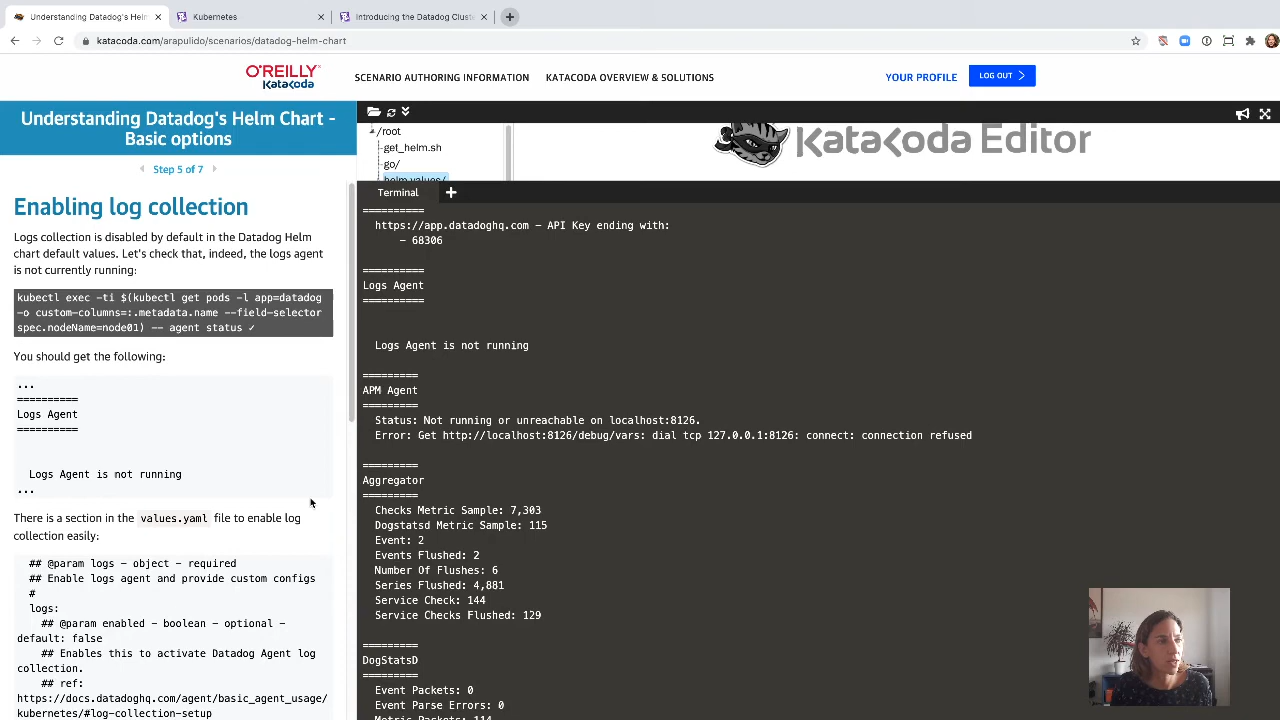 Understanding Datadog's Helm
Kubernetes
Introducing the Datadog Cluste
katacoda.com/arapulido/scenarios/datadog-helm-chart
O'REILLY
KataKoda
SCENARIO AUTHORING INFORMATION
KATACODA OVERVIEW & SOLUTIONS
YOUR PROFILE
LOG OUT
Understanding Datadog's Helm Chart -
Basic options
Step 5 of 7
Enabling log collection
Logs collection is disabled by default in the Datadog Helm
chart default values. Let's check that, indeed, the logs agent
is not currently running:
kubectl exec -ti $(kubectl get pods -l app=datadog
-o custom-columns=:.metadata.name --field-selector
spec.nodeName=node01) -- agent status ✓
You should get the following:
...
==========
Logs Agent
==========
Logs Agent is not running
...
There is a section in the values.yaml file to enable log
collection easily:
## @param logs - object - required
## Enable logs agent and provide custom configs
#
logs:
## @param enabled - boolean - optional -
default: false
## Enables this to activate Datadog Agent log
collection.
## ref:
https://docs.datadoghq.com/agent/basic_agent_usage/
kubernetes/#log-collection-setup
/root
get_helm.sh
go/
helm values/
KataKoda Editor
Terminal
==========
https://app.datadoghq.com - API Key ending with:
- 68306
==========
Logs Agent
==========
Logs Agent is not running
=========
APM Agent
=========
Status: Not running or unreachable on localhost:8126.
Error: Get http://localhost:8126/debug/vars: dial tcp 127.0.0.1:8126: connect: connection refused
=========
Aggregator
=========
Checks Metric Sample: 7,303
Dogstatsd Metric Sample: 115
Event: 2
Events Flushed: 2
Number Of Flushes: 6
Series Flushed: 4,881
Service Check: 144
Service Checks Flushed: 129
=========
DogStatsD
=========
Event Packets: 0
Event Parse Errors: 0
Metric Packets: 114